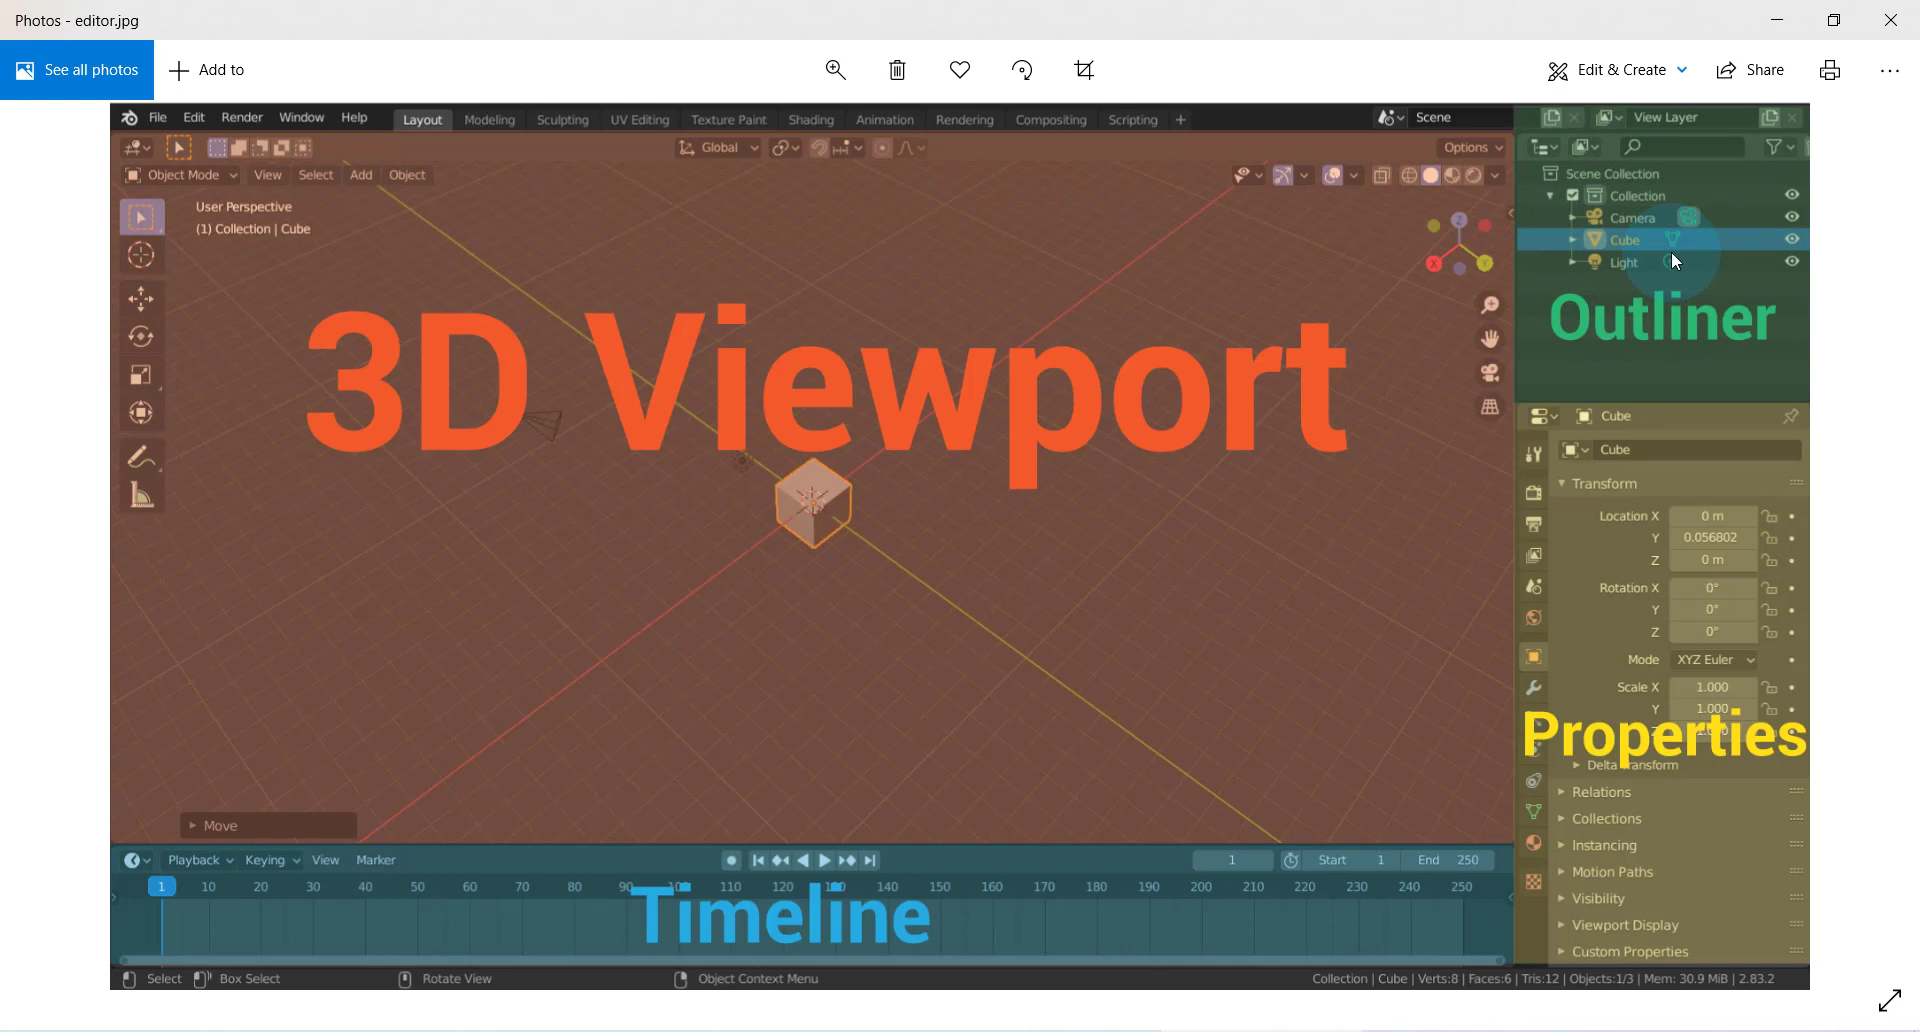 Photos - editor.jpg
See all photos
Add to
Edit & Create
Share
File Edit Render Window Help Layout Modeling Sculpting UV Editing Texture Paint Shading Animation Rendering Compositing Scripting + Scene View Layer
Global Options
Object Mode View Select Add Object
User Perspective
(1) Collection | Cube
Z
X
Y
3D Viewport
Move
Scene Collection
Collection
Camera
Cube
Light
Outliner
Cube
Cube
Transform
Location X 0 m
Y 0.056802
Z 0 m
Rotation X 0°
Y 0°
Z 0°
Mode XYZ Euler
Scale X 1.000
Y 1.000
Properties
Delta Transform
Relations
Collections
Instancing
Motion Paths
Visibility
Viewport Display
Custom Properties
Playback Keying View Marker 1 Start 1 End 250
1 10 20 30 40 50 60 70 80 90 100 110 120 130 140 150 160 170 180 190 200 210 220 230 240 250
Timeline
Select Box Select Rotate View Object Context Menu Collection | Cube | Verts:8 | Faces:6 | Tris:12 | Objects:1/3 | Mem: 30.9 MiB | 2.83.2